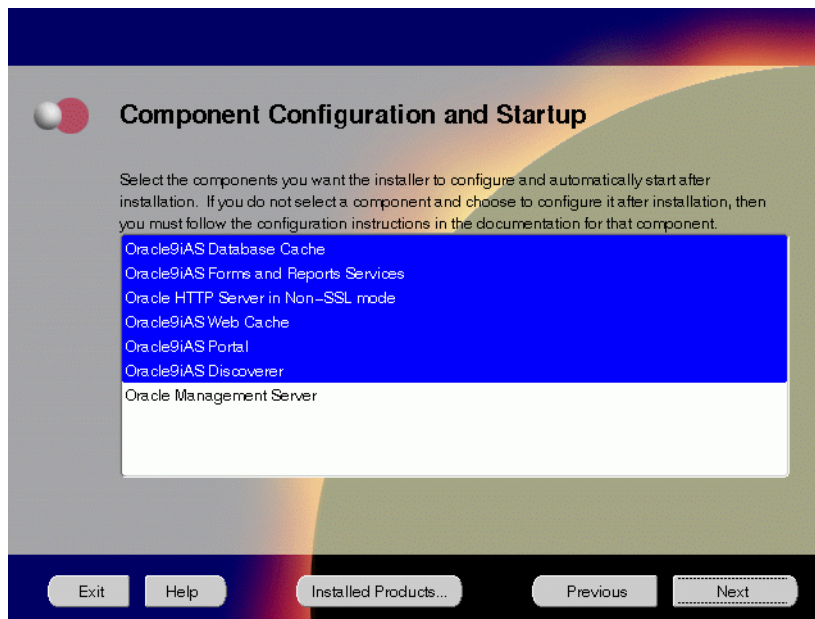 Component Configuration and Startup
Select the components you want the installer to configure and automatically start after
installation. If you do not select a component and choose to configure it after installation, then
you must follow the configuration instructions in the documentation for that component.
Oracle9iAS Database Cache
Oracle9iAS Forms and Reports Services
Oracle HTTP Server in Non-SSL mode
Oracle9iAS Web Cache
Oracle9iAS Portal
Oracle9iAS Discoverer
Oracle Management Server
Exit Help Installed Products... Previous Next